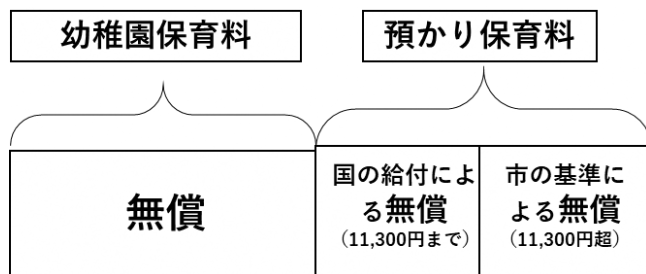 幼稚園保育料
預かり保育料
無償
国の給付によ
る無償
（11,300円まで）
市の基準に
よる無償
（11,300円超）